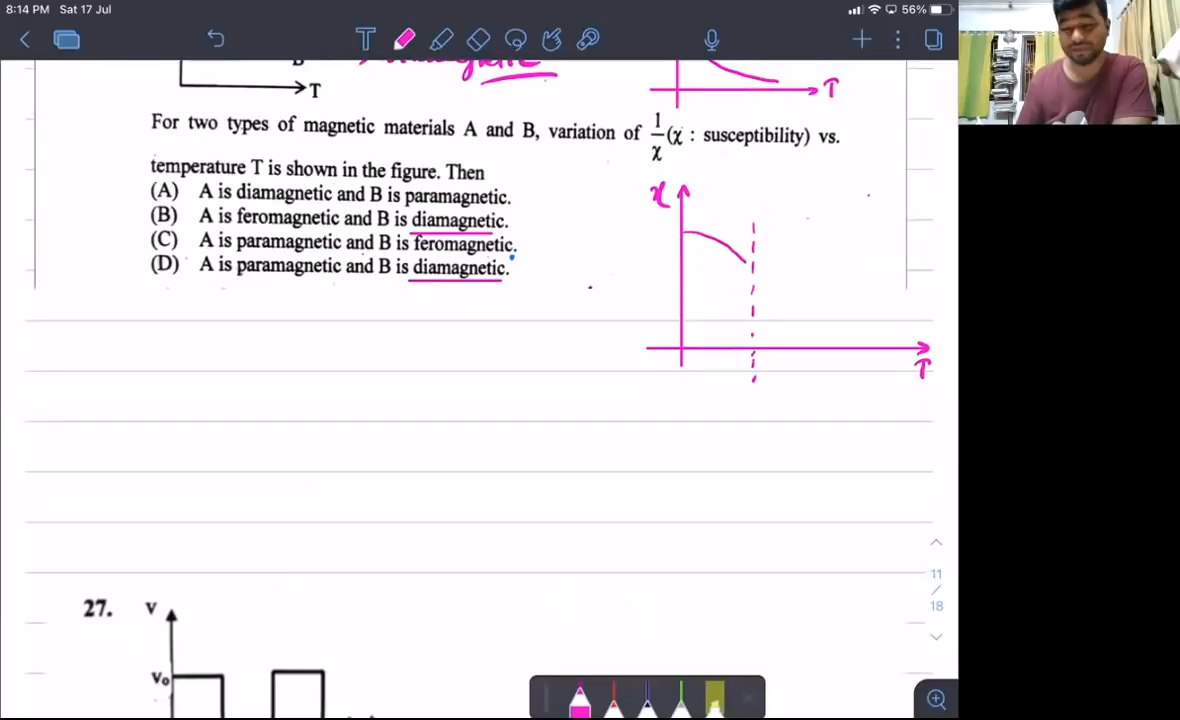 8:14 PM Sat 17 Jul
56%
T
T
For two types of magnetic materials A and B, variation of 1/χ (χ : susceptibility) vs.
temperature T is shown in the figure. Then
(A) A is diamagnetic and B is paramagnetic.
(B) A is feromagnetic and B is diamagnetic.
(C) A is paramagnetic and B is feromagnetic.
(D) A is paramagnetic and B is diamagnetic.
χ
T
11
/
18
27. V
V₀